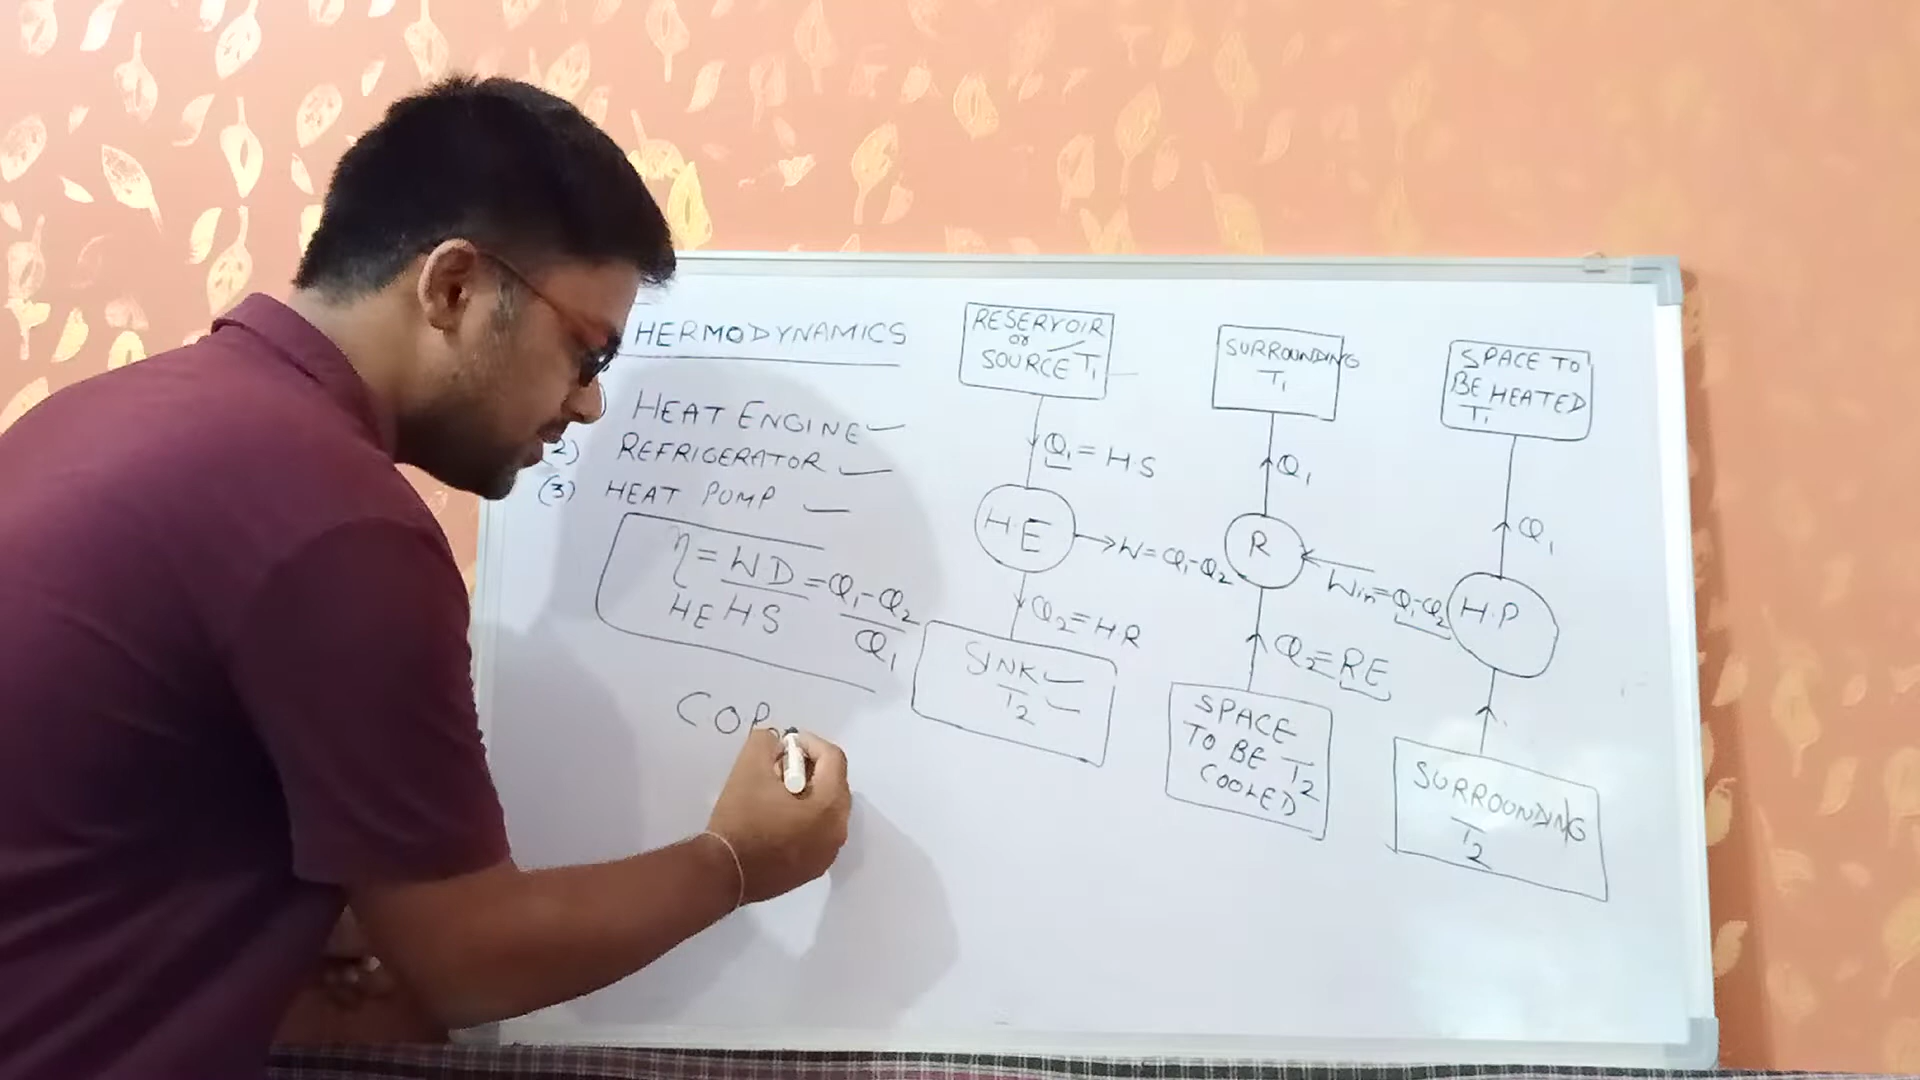 HERMODYNAMICS
HEAT ENGINE
2) REFRIGERATOR
(3) HEAT PUMP
η = WD = Q₁-Q₂
HE HS Q₁
COP
RESERVOIR
or
SOURCE T₁
Q₁ = H.S
H.E
W = Q₁-Q₂
Q₂ = H.R
SINK
T₂
SURROUNDING
T₁
Q₁
R
Win = Q₁-Q₂
Q₂ = RE
SPACE
TO BE T₂
COOLED
SPACE TO
BE HEATED
T₁
Q₁
H.P
SURROUNDING
T₂